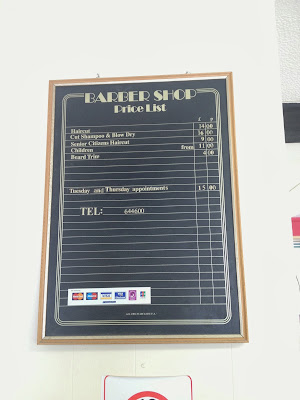 BARBER SHOP
Price List
£ p
Haircut 14 00
Cut Shampoo & Blow Dry 16 00
Senior Citizens Haircut 9 00
Children from 11 00
Beard Trim 4 00
Tuesday and Thursday appointments 15 00
TEL: 644600